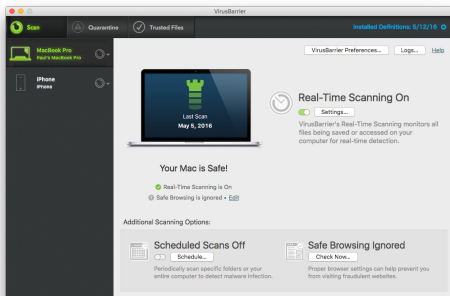 VirusBarrier
Scan
Quarantine
Trusted Files
Installed Definitions: 5/12/16
MacBook Pro
Paul's MacBook Pro
iPhone
iPhone
VirusBarrier Preferences...
Logs...
Help
Last Scan
May 5, 2016
Real-Time Scanning On
Settings...
VirusBarrier's Real-Time Scanning monitors all
files being saved or accessed on your
computer for real-time detection.
Your Mac is Safe!
Real-Time Scanning is On
Safe Browsing is ignored • Edit
Additional Scanning Options:
Scheduled Scans Off
Schedule...
Periodically scan specific folders or your
entire computer to detect malware infection.
Safe Browsing Ignored
Check Now...
Proper browser settings can help prevent you
from visiting fraudulent websites.